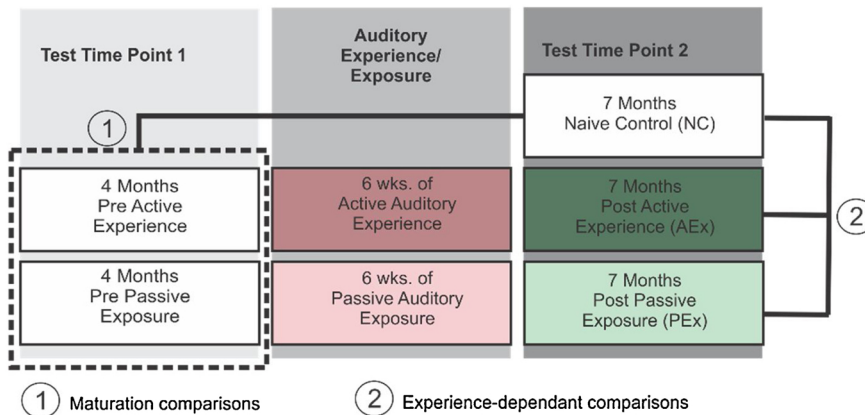 Test Time Point 1
Auditory
Experience/
Exposure
Test Time Point 2
1
7 Months
Naive Control (NC)
4 Months
Pre Active
Experience
6 wks. of
Active Auditory
Experience
7 Months
Post Active
Experience (AEx)
2
4 Months
Pre Passive
Exposure
6 wks. of
Passive Auditory
Exposure
7 Months
Post Passive
Exposure (PEx)
1 Maturation comparisons
2 Experience-dependant comparisons